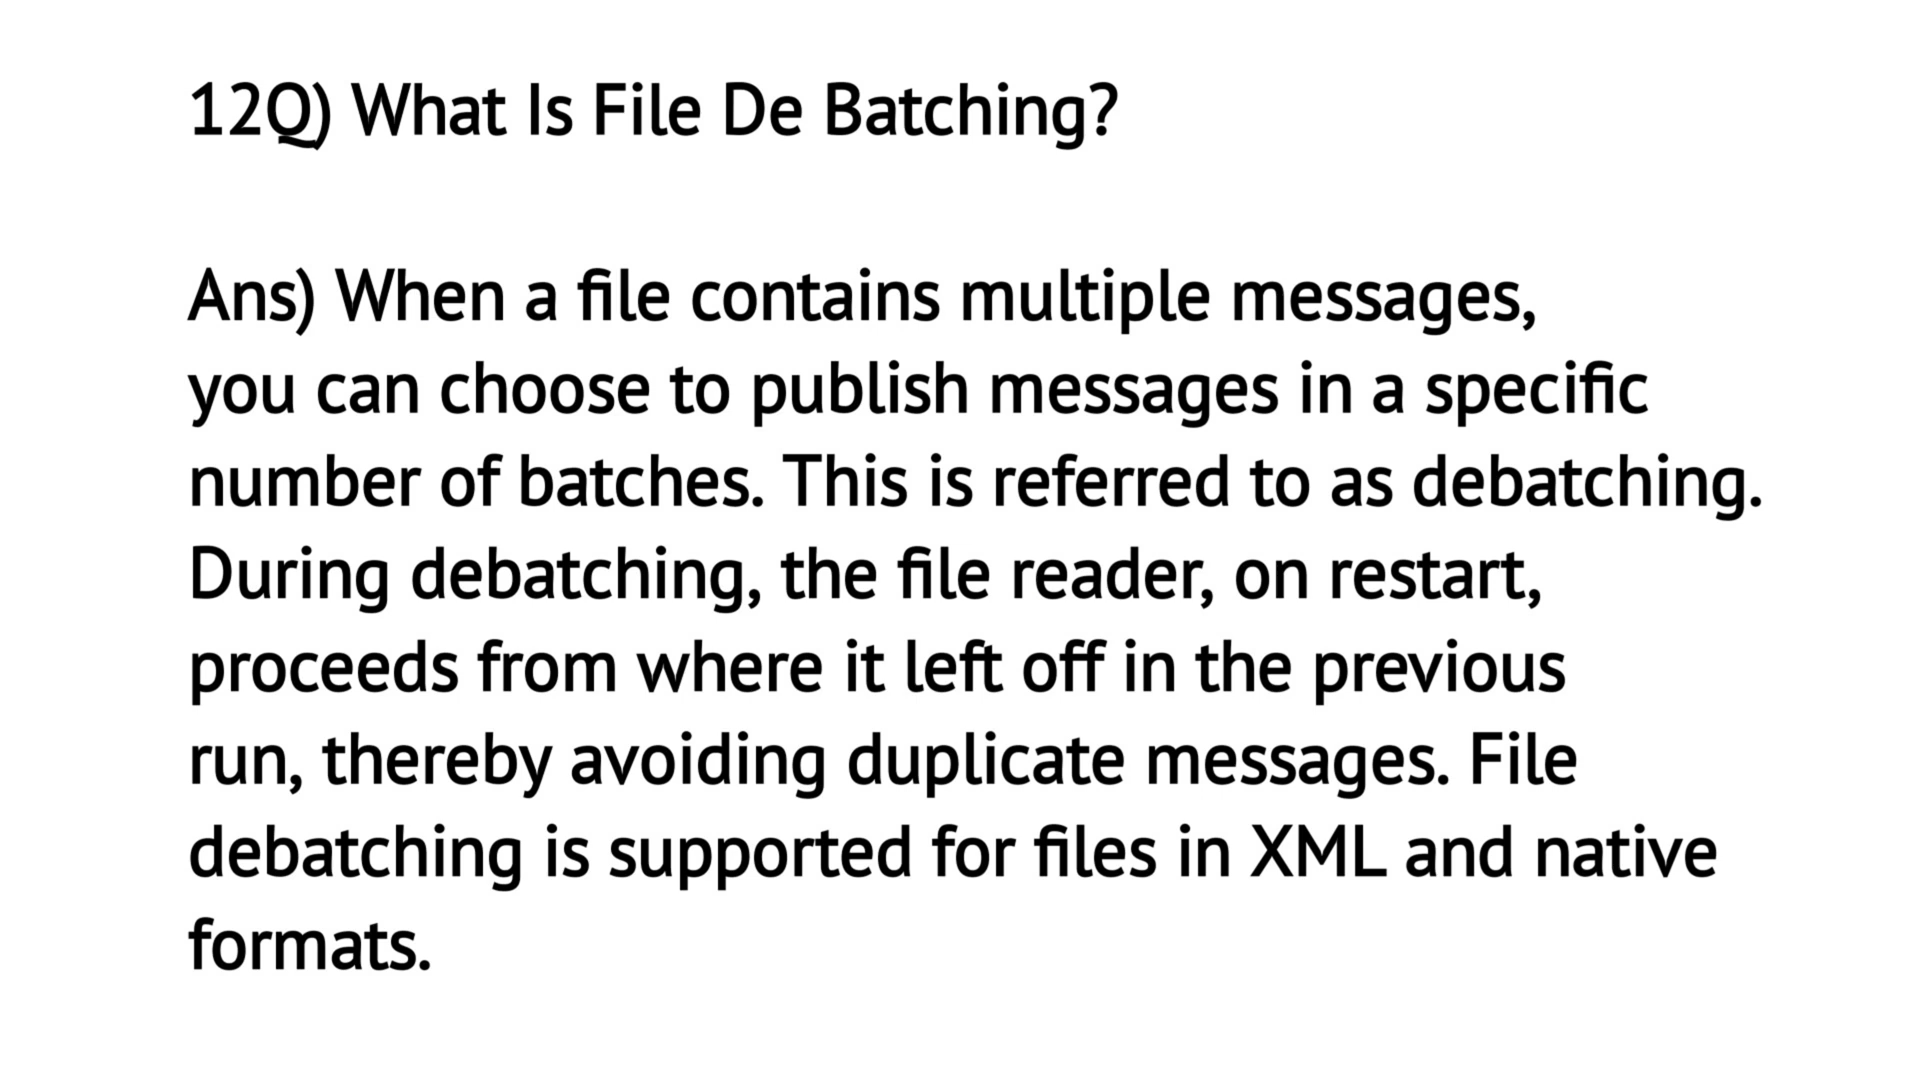 12Q) What Is File De Batching?
Ans) When a file contains multiple messages,
you can choose to publish messages in a specific
number of batches. This is referred to as debatching.
During debatching, the file reader, on restart,
proceeds from where it left off in the previous
run, thereby avoiding duplicate messages. File
debatching is supported for files in XML and native
formats.